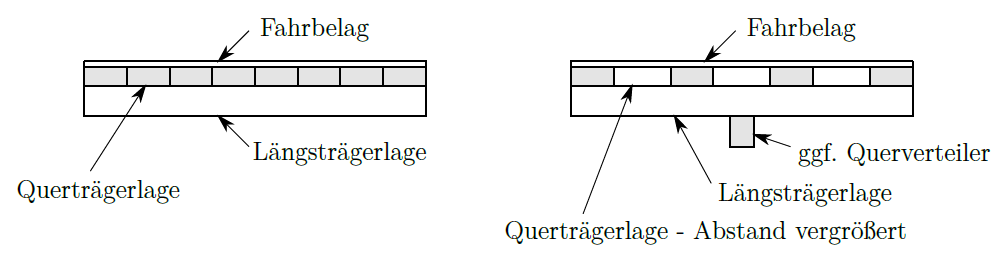 Fahrbelag
Längsträgerlage
Querträgerlage
Fahrbelag
ggf. Querverteiler
Längsträgerlage
Querträgerlage - Abstand vergrößert